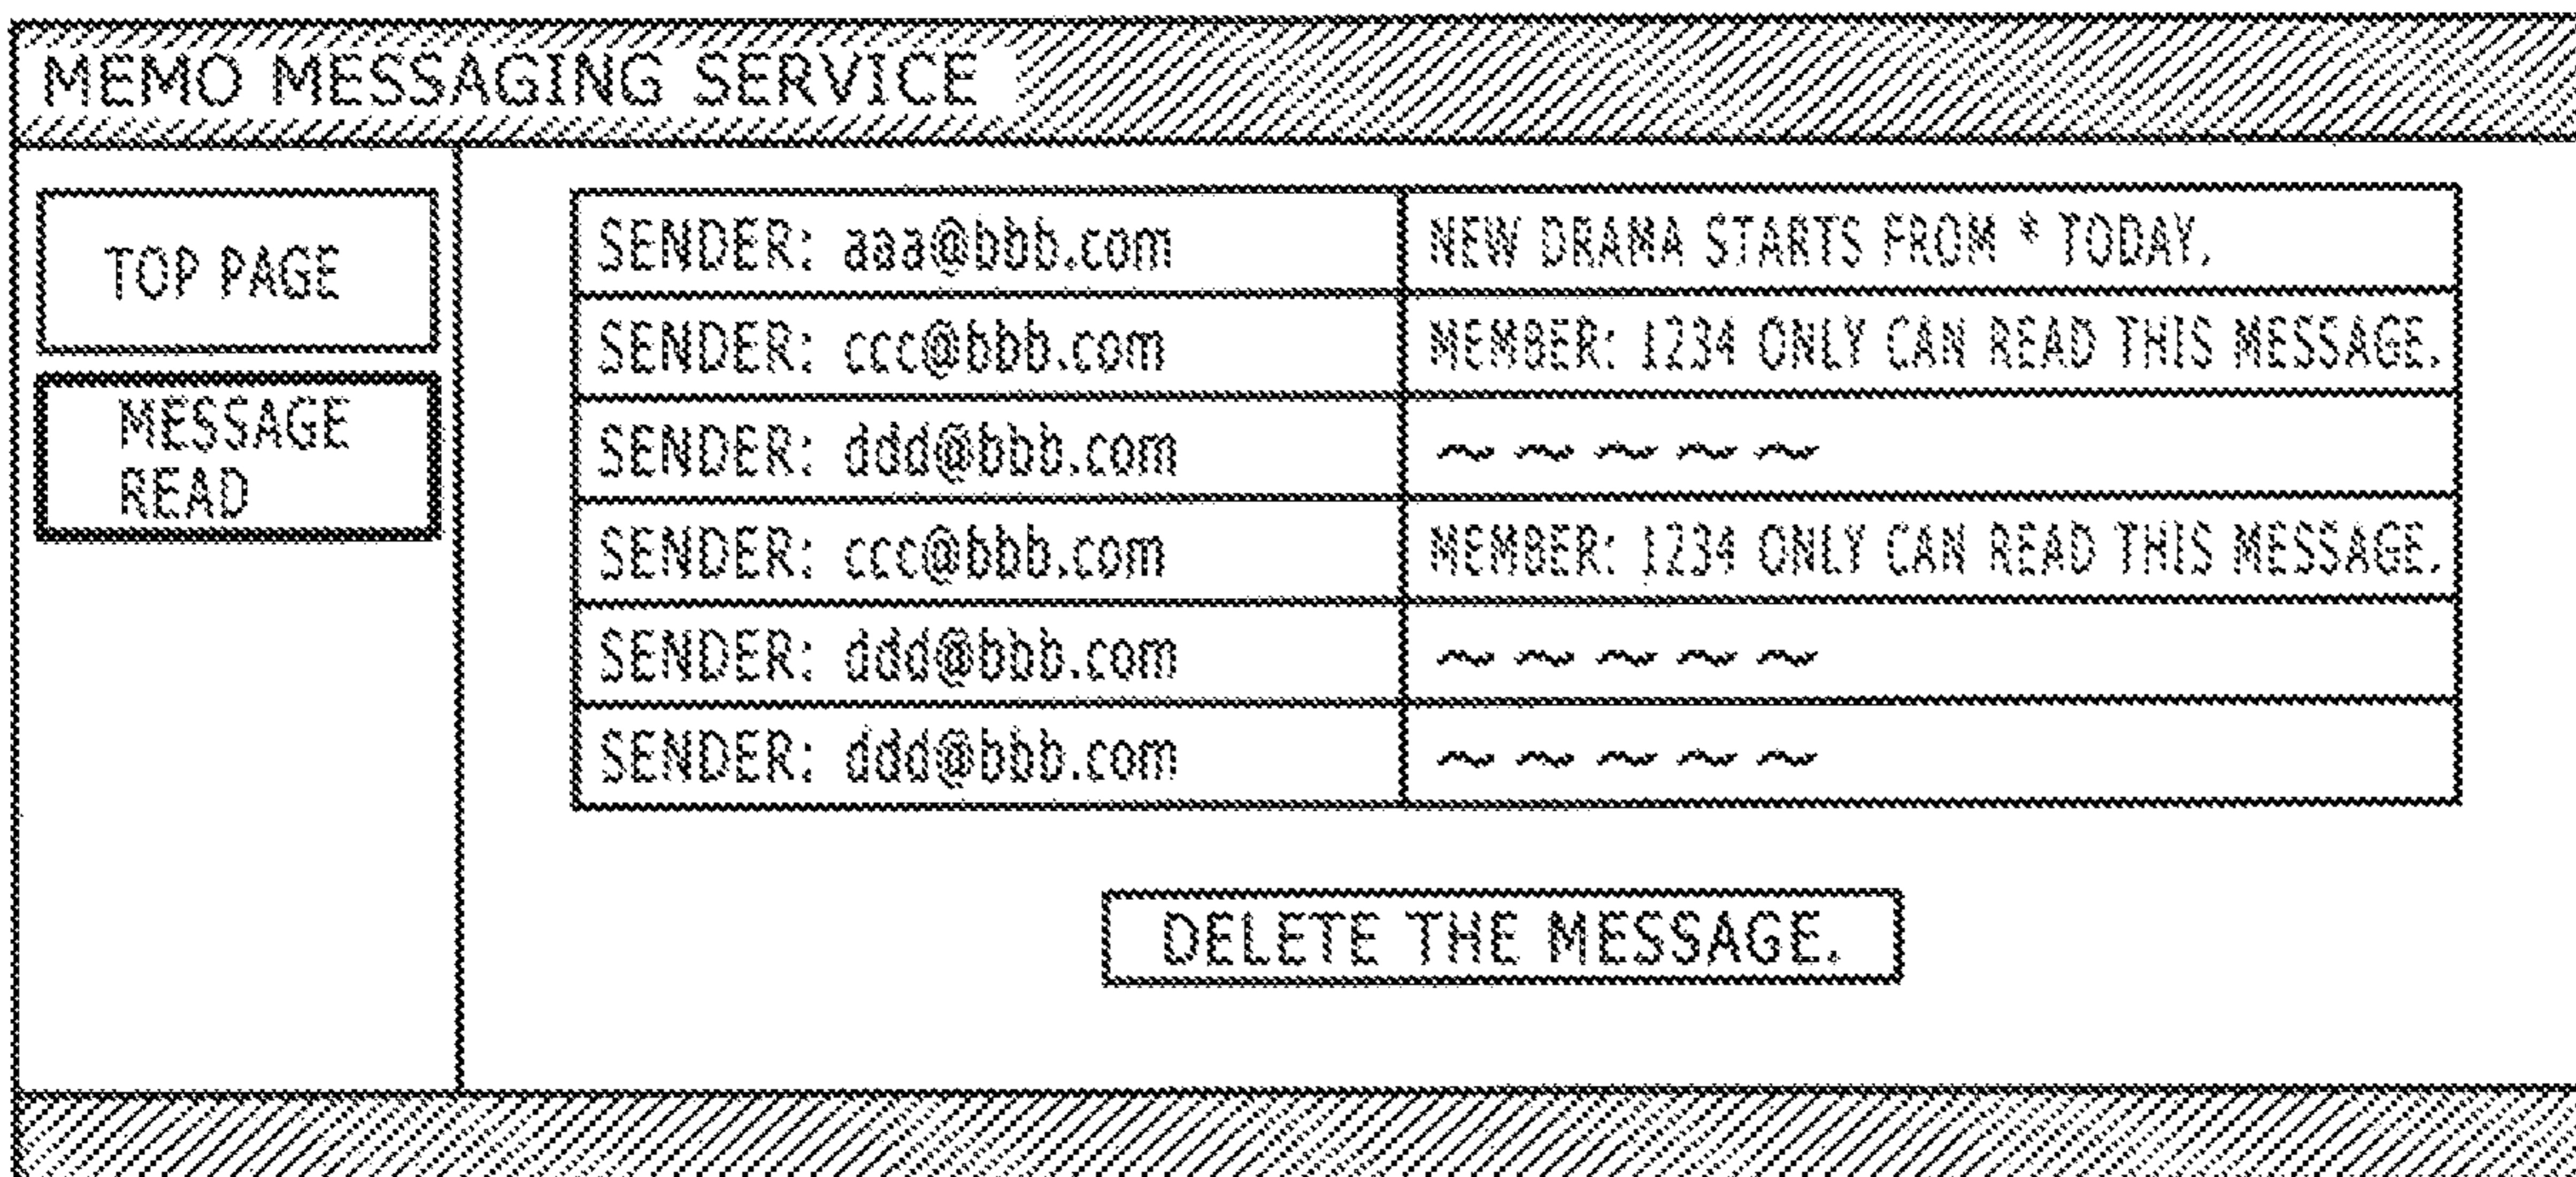 MEMO MESSAGING SERVICE
TOP PAGE
MESSAGE
READ
SENDER: aaa@bbb.com NEW DRAMA STARTS FROM * TODAY.
SENDER: ccc@bbb.com MEMBER: 1234 ONLY CAN READ THIS MESSAGE.
SENDER: ddd@bbb.com ~ ~ ~ ~ ~
SENDER: ccc@bbb.com MEMBER: 1234 ONLY CAN READ THIS MESSAGE.
SENDER: ddd@bbb.com ~ ~ ~ ~ ~
SENDER: ddd@bbb.com ~ ~ ~ ~ ~
DELETE THE MESSAGE.